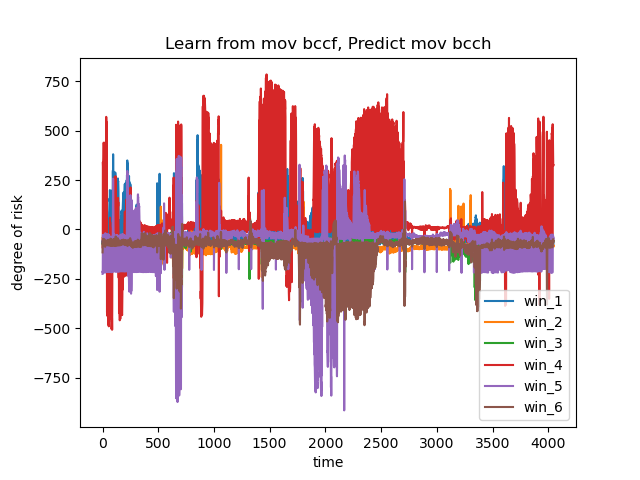 Learn from mov bccf, Predict mov bcch
degree of risk
750
500
250
0
−250
−500
−750
0 500 1000 1500 2000 2500 3000 3500 4000
time
win_1
win_2
win_3
win_4
win_5
win_6